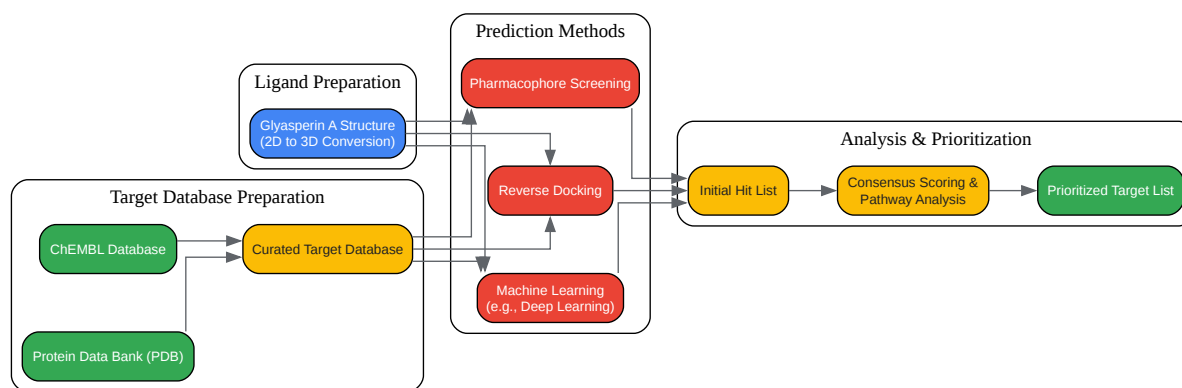 Prediction Methods
Pharmacophore Screening
Reverse Docking
Machine Learning
(e.g., Deep Learning)
Ligand Preparation
Glyasperin A Structure
(2D to 3D Conversion)
Target Database Preparation
ChEMBL Database
Curated Target Database
Protein Data Bank (PDB)
Analysis & Prioritization
Initial Hit List
Consensus Scoring &
Pathway Analysis
Prioritized Target List